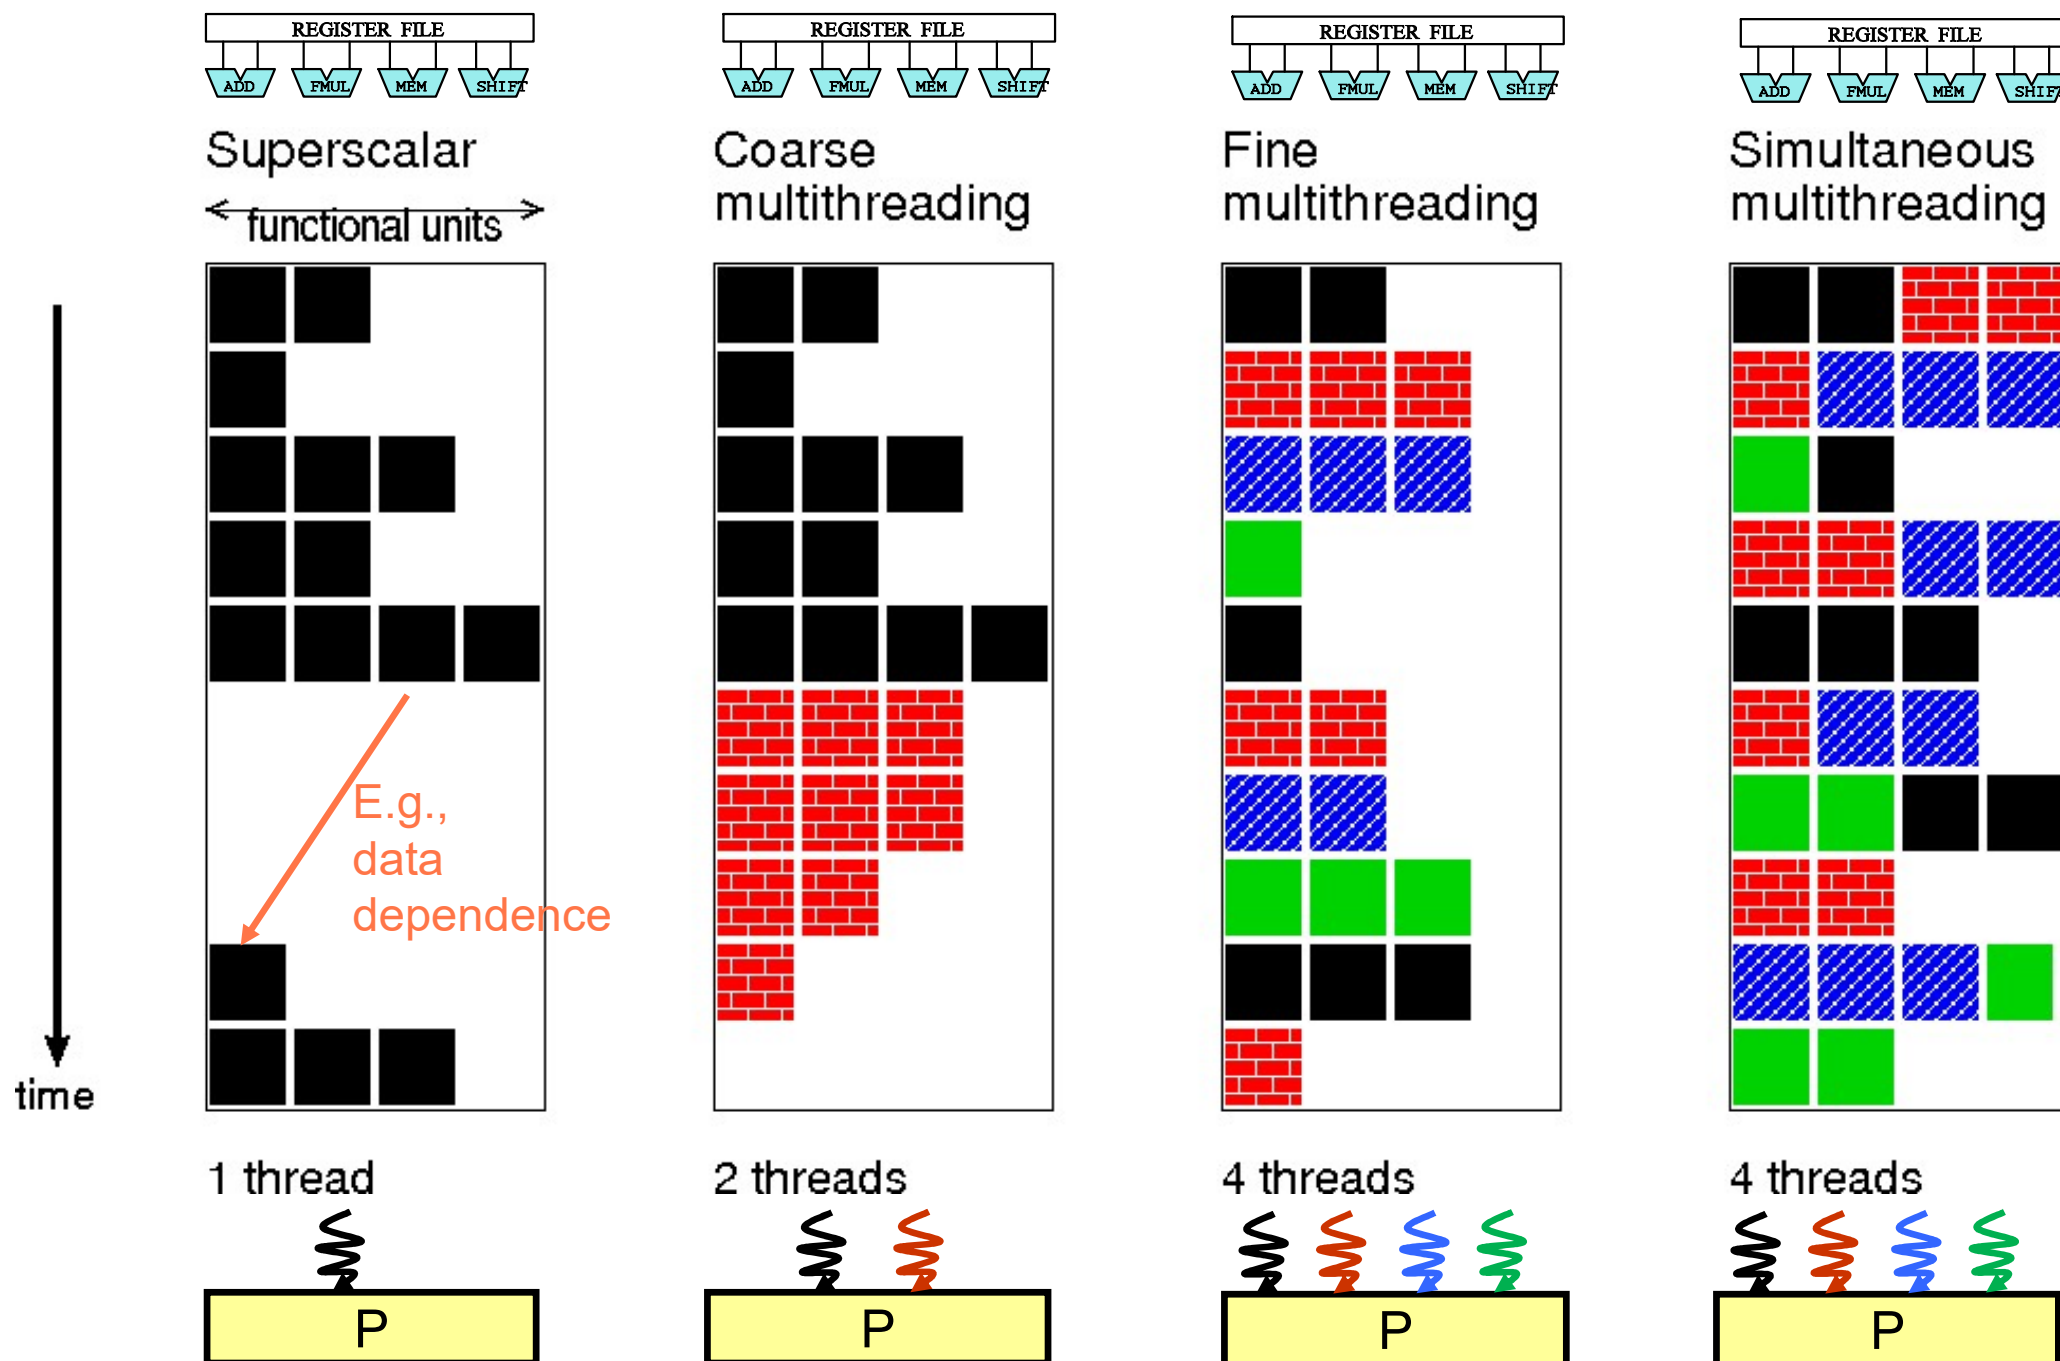 REGISTER FILE
ADD FMUL MEM SHIFT
REGISTER FILE
ADD FMUL MEM SHIFT
REGISTER FILE
ADD FMUL MEM SHIFT
REGISTER FILE
ADD FMUL MEM SHIFT
Superscalar
functional units
Coarse
multithreading
Fine
multithreading
Simultaneous
multithreading
E.g.,
data
dependence
time
1 thread
2 threads
4 threads
4 threads
P
P
P
P